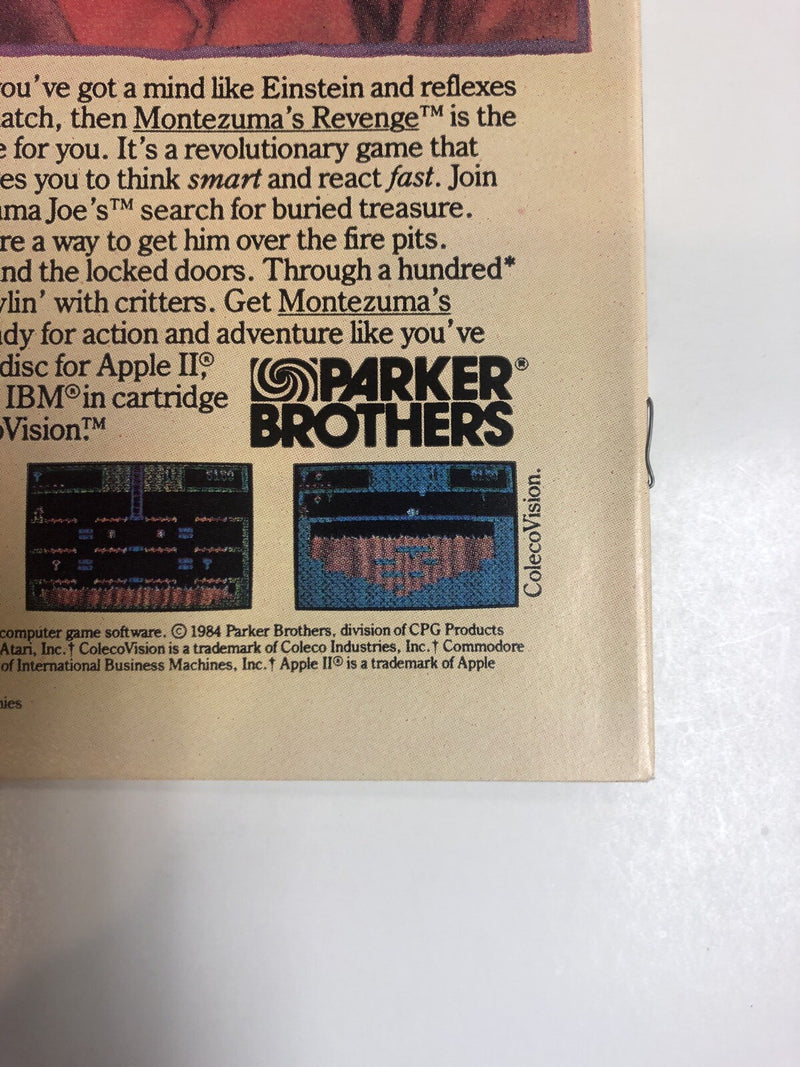 ou've got a mind like Einstein and reflexes
atch, then Montezuma's Revenge™ is the
e for you. It's a revolutionary game that
es you to think smart and react fast. Join
ma Joe's™ search for buried treasure.
re a way to get him over the fire pits.
nd the locked doors. Through a hundred*
lin' with critters. Get Montezuma's
dy for action and adventure like you've
disc for Apple II,®
IBM® in cartridge
oVision.™
PARKER®
BROTHERS
ColecoVision.
computer game software. © 1984 Parker Brothers, division of CPG Products
Atari, Inc.† ColecoVision is a trademark of Coleco Industries, Inc.† Commodore
of International Business Machines, Inc.† Apple II® is a trademark of Apple
nies